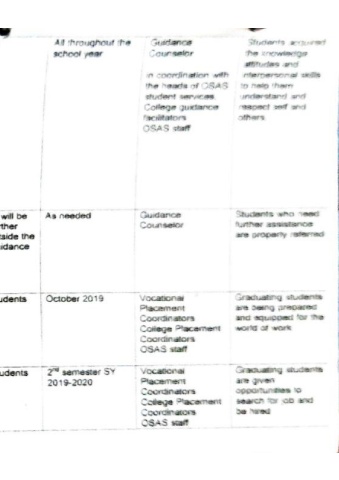 All throughout the
school year
Guidance
Counselor
in coordination with
the heads of OSAS
student services
College guidance
facilitators
OSAS staff
Students acquired
the knowledge
attitudes and
interpersonal skills
to help them
understand and
respect self and
others
will be
ther
tside the
idance
As needed
Guidance
Counselor
Students who need
further assistance
are properly referred
udents
October 2019
Vocational
Placement
Coordinators
College Placement
Coordinators
OSAS staff
Graduating students
are being prepared
and equipped for the
world of work
udents
2nd semester SY
2019-2020
Vocational
Placement
Coordinators
College Placement
Coordinators
OSAS staff
Graduating students
are given
opportunities to
search for job and
be hired